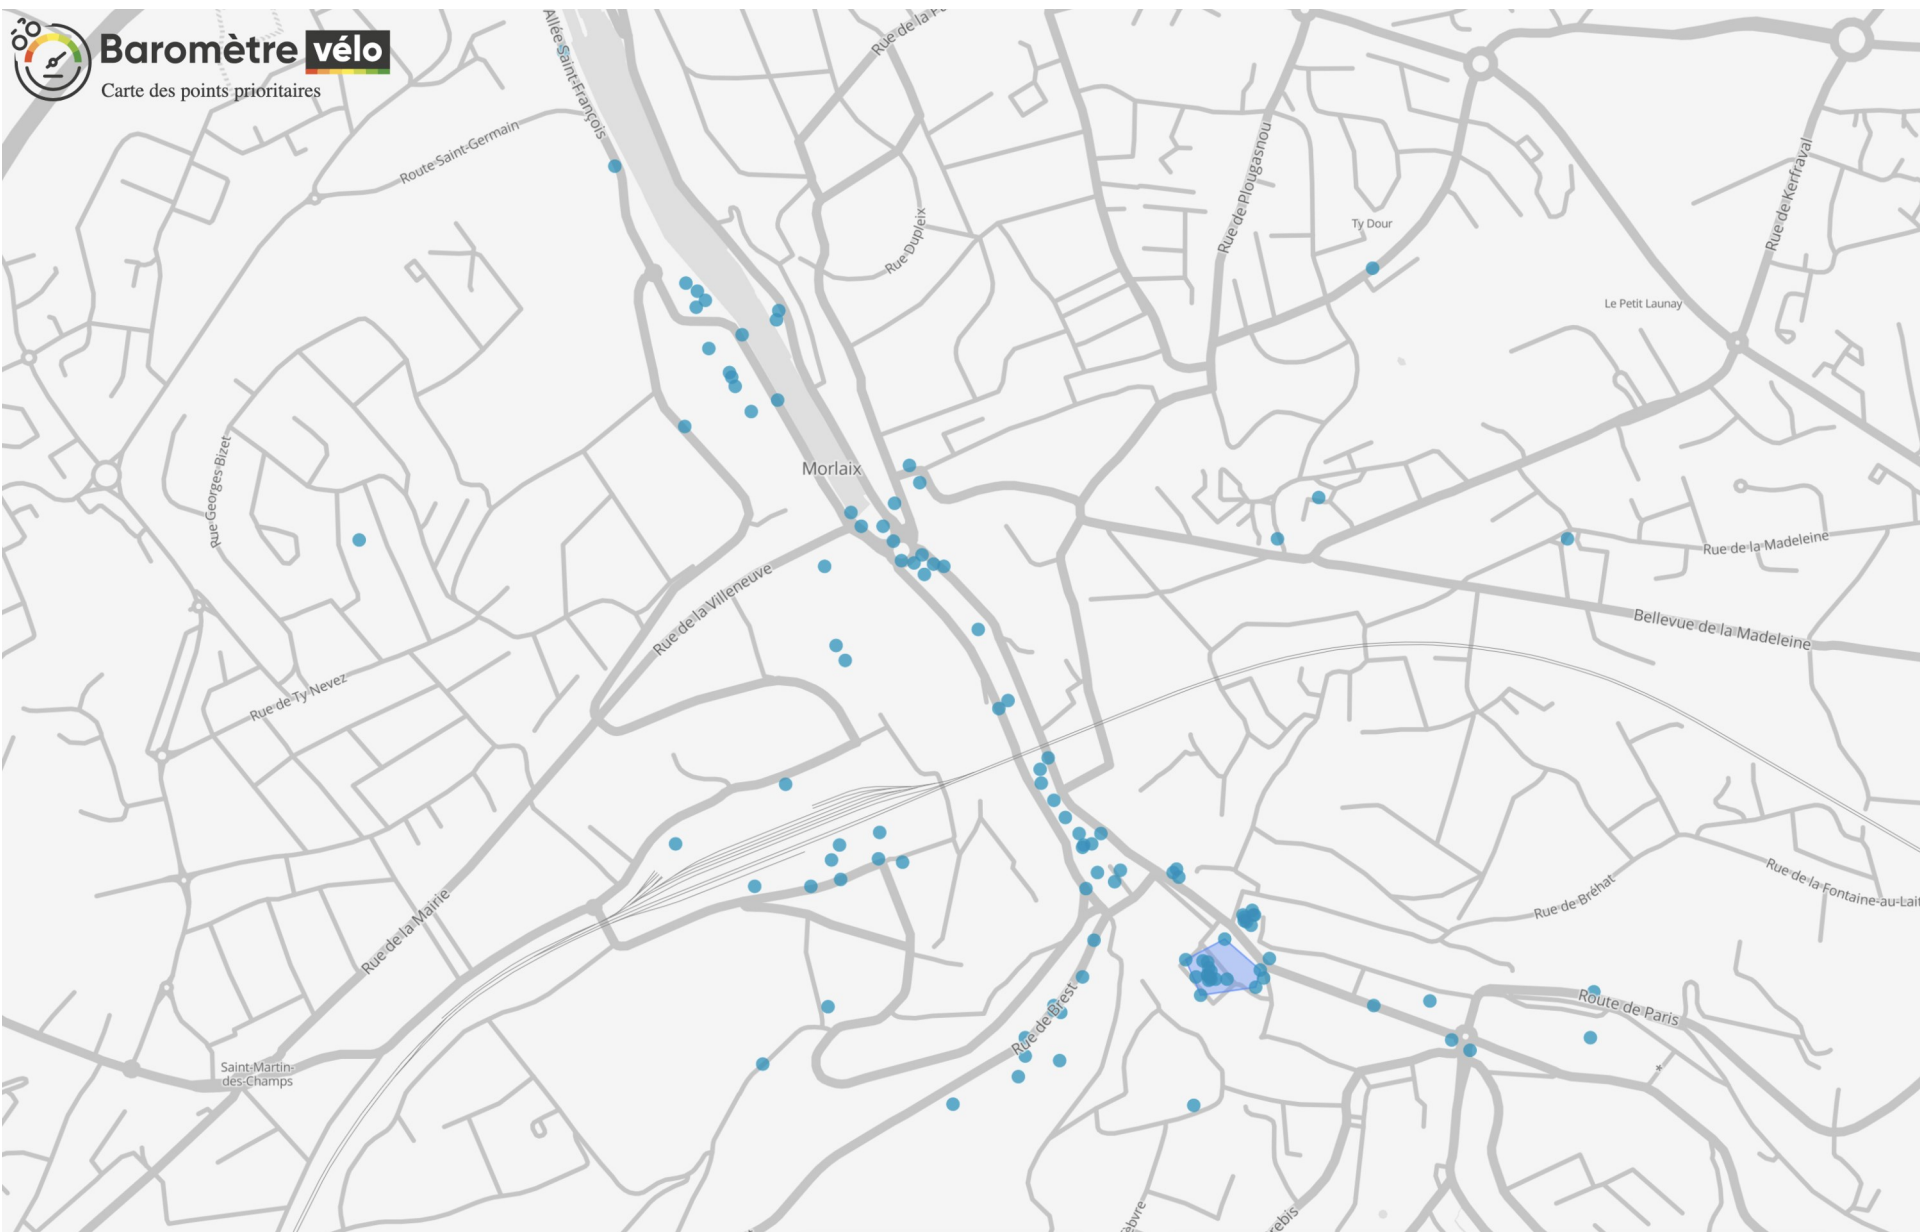 Baromètre vélo
Carte des points prioritaires
Allée Saint-François
Rue de la
Route Saint-Germain
Rue de Plougasnou
Rue de Kerfraval
Rue Dupleix
Ty Dour
Le Petit Launay
Rue Georges Bizet
Morlaix
Rue de la Madeleine
Rue de la Villeneuve
Bellevue de la Madeleine
Rue de Ty Nevez
Rue de la Mairie
Rue de Bréhat
Rue de la Fontaine-au-Lait
Route de Paris
Rue de Brest
Saint-Martin-
des-Champs